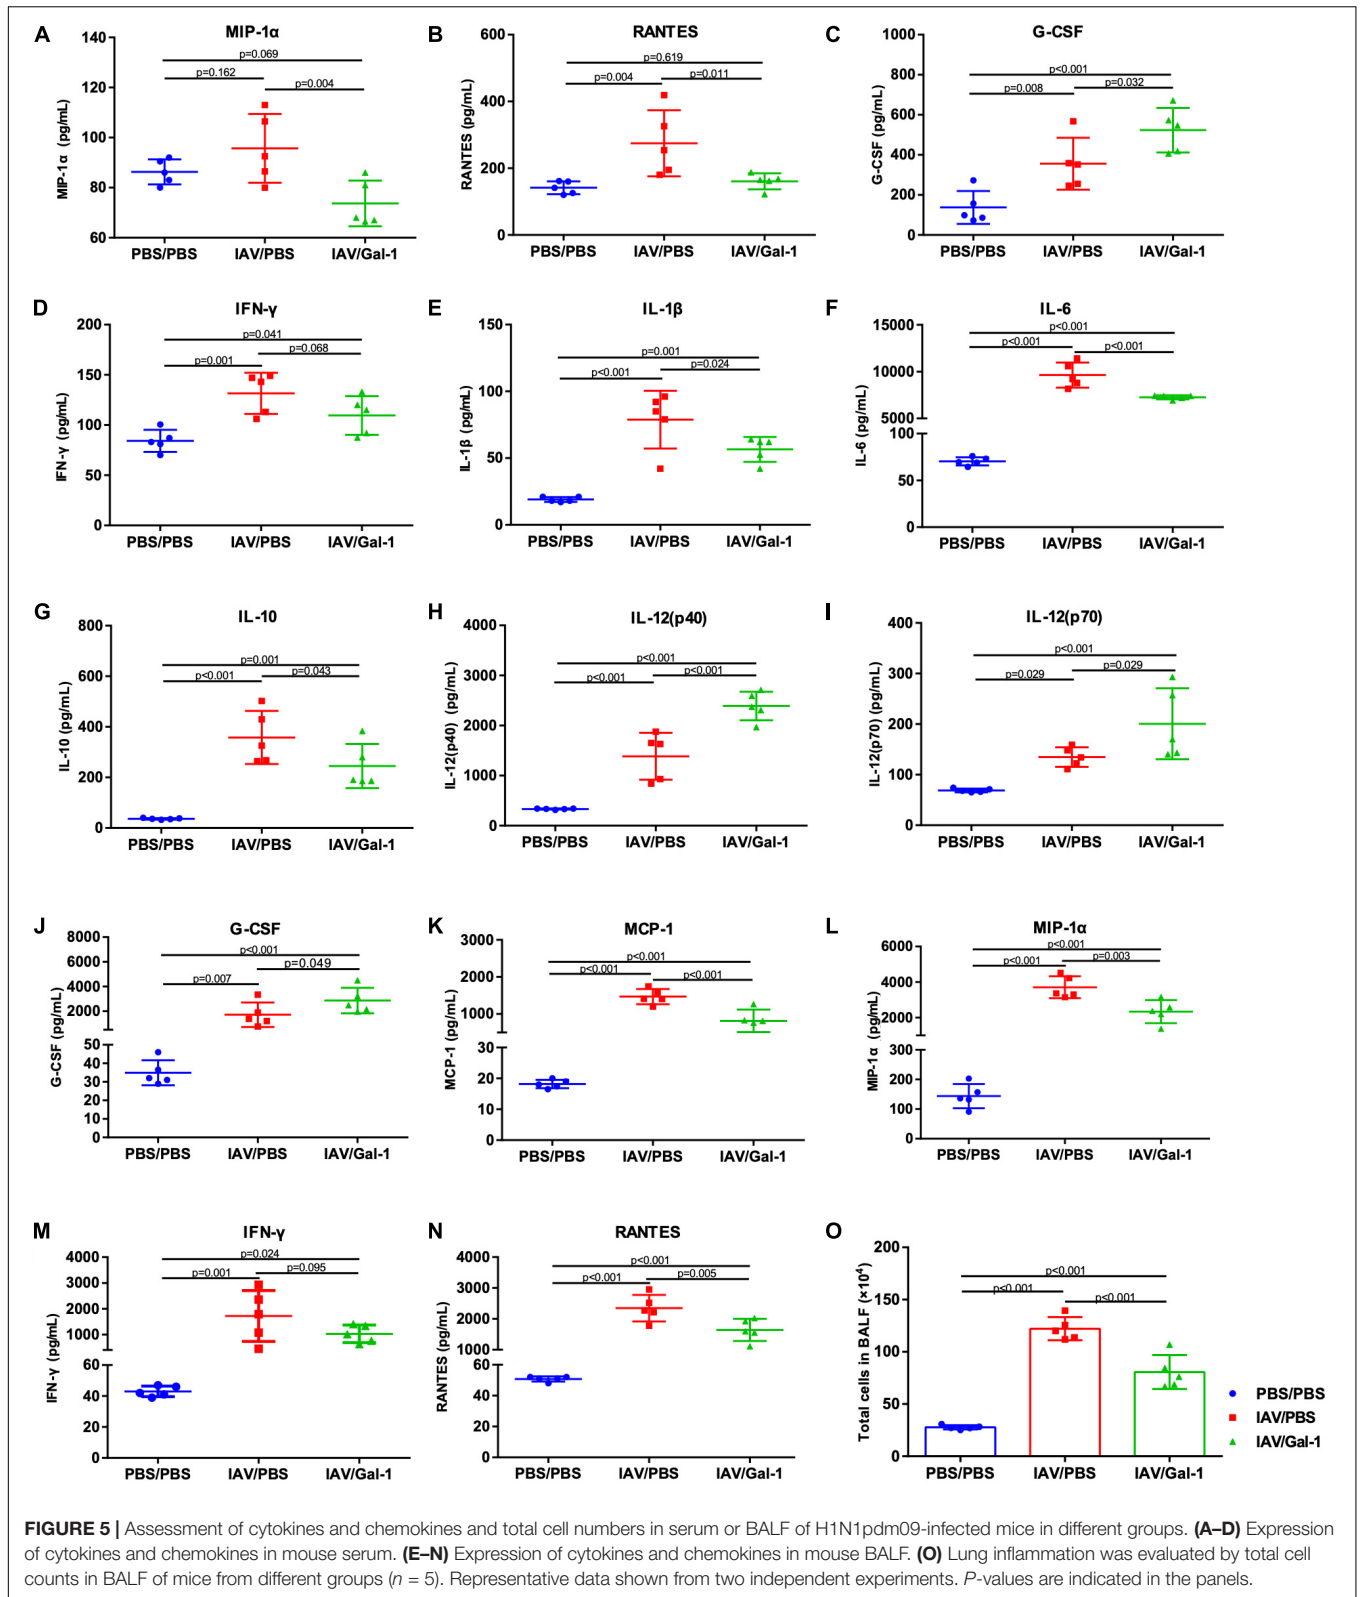 A
MIP-1α
140
120
100
80
60
MIP-1α (pg/mL)
p=0.069
p=0.162
p=0.004
PBS/PBS
IAV/PBS
IAV/Gal-1
B
RANTES
600
400
200
0
RANTES (pg/mL)
p=0.619
p=0.004
p=0.011
PBS/PBS
IAV/PBS
IAV/Gal-1
C
G-CSF
1000
800
600
400
200
0
G-CSF (pg/mL)
p<0.001
p=0.008
p=0.032
PBS/PBS
IAV/PBS
IAV/Gal-1
D
IFN-γ
200
150
100
50
0
IFN-γ (pg/mL)
p=0.041
p=0.001
p=0.068
PBS/PBS
IAV/PBS
IAV/Gal-1
E
IL-1β
150
100
50
0
IL-1β (pg/mL)
p=0.001
p<0.001
p=0.024
PBS/PBS
IAV/PBS
IAV/Gal-1
F
IL-6
15000
10000
5000
100
50
0
IL-6 (pg/mL)
p<0.001
p<0.001
p<0.001
PBS/PBS
IAV/PBS
IAV/Gal-1
G
IL-10
800
600
400
200
0
IL-10 (pg/mL)
p=0.001
p<0.001
p=0.043
PBS/PBS
IAV/PBS
IAV/Gal-1
H
IL-12(p40)
4000
3000
2000
1000
0
IL-12(p40) (pg/mL)
p<0.001
p<0.001
p<0.001
PBS/PBS
IAV/PBS
IAV/Gal-1
I
IL-12(p70)
400
300
200
100
0
IL-12(p70) (pg/mL)
p<0.001
p=0.029
p=0.029
PBS/PBS
IAV/PBS
IAV/Gal-1
J
G-CSF
8000
6000
4000
2000
50
40
30
20
10
0
G-CSF (pg/mL)
p<0.001
p=0.007
p=0.049
PBS/PBS
IAV/PBS
IAV/Gal-1
K
MCP-1
3000
2000
1000
30
20
10
0
MCP-1 (pg/mL)
p<0.001
p<0.001
p<0.001
PBS/PBS
IAV/PBS
IAV/Gal-1
L
MIP-1α
6000
4000
2000
300
200
100
0
MIP-1α (pg/mL)
p<0.001
p<0.001
p=0.003
PBS/PBS
IAV/PBS
IAV/Gal-1
M
IFN-γ
4000
3000
2000
1000
60
40
20
0
IFN-γ (pg/mL)
p=0.024
p=0.001
p=0.095
PBS/PBS
IAV/PBS
IAV/Gal-1
N
RANTES
4000
3000
2000
1000
60
40
20
0
RANTES (pg/mL)
p<0.001
p<0.001
p=0.005
PBS/PBS
IAV/PBS
IAV/Gal-1
O
200
150
100
50
0
Total cells in BALF (×10⁴)
p<0.001
p<0.001
p<0.001
PBS/PBS
IAV/PBS
IAV/Gal-1
PBS/PBS
IAV/PBS
IAV/Gal-1
FIGURE 5 | Assessment of cytokines and chemokines and total cell numbers in serum or BALF of H1N1pdm09-infected mice in different groups. (A–D) Expression
of cytokines and chemokines in mouse serum. (E–N) Expression of cytokines and chemokines in mouse BALF. (O) Lung inflammation was evaluated by total cell
counts in BALF of mice from different groups (n = 5). Representative data shown from two independent experiments. P-values are indicated in the panels.